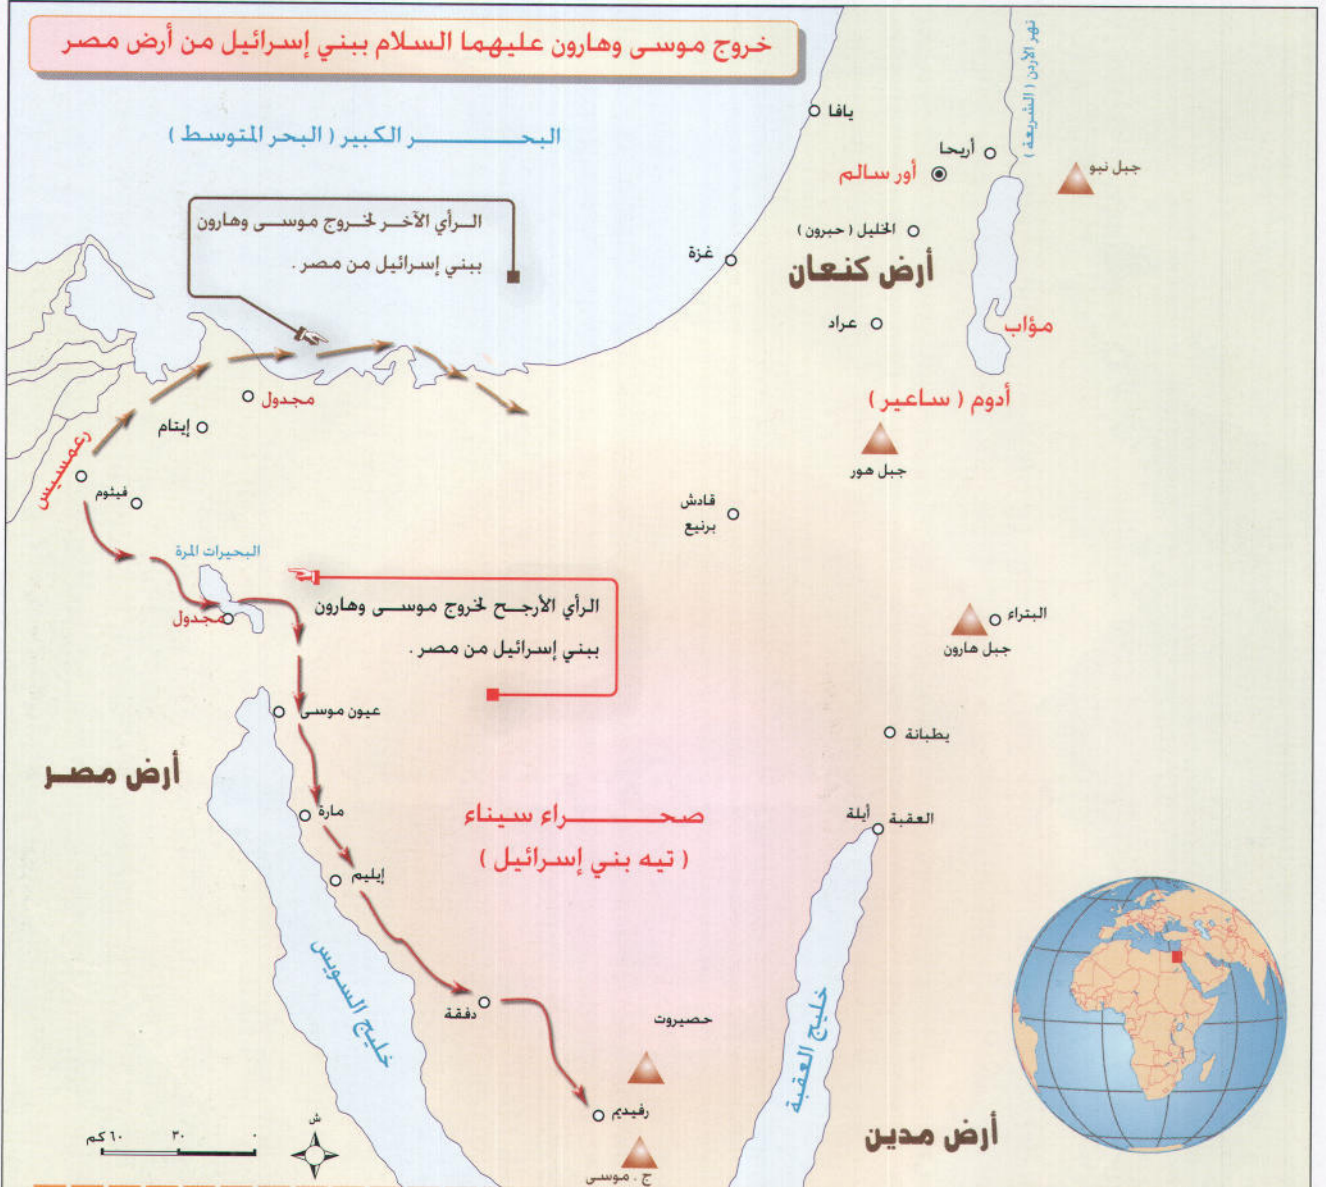 خروج موسى وهارون عليهما السلام ببني إسرائيل من أرض مصر
نهر الأردن ( الشريعة )
البحر الكبير ( البحر المتوسط )
يافا
أريحا
أور سالم
جبل نبو
الخليل ( حبرون )
غزة
أرض كنعان
عراد
مؤاب
أدوم ( ساعير )
جبل هور
الرأي الآخر لخروج موسى وهارون
ببني إسرائيل من مصر .
مجدول
إيتام
رعمسيس
فيثوم
قادش
برنيع
البحيرات المرة
مجدول
الرأي الأرجح لخروج موسى وهارون
ببني إسرائيل من مصر .
البتراء
جبل هارون
عيون موسى
يطبانة
أرض مصر
مارة
صحراء سيناء
( تيه بني إسرائيل )
أيلة
العقبة
إيليم
خليج السويس
دفقة
حصيروت
خليج العقبة
رفيديم
أرض مدين
ج . موسى
ش
٦٠ كم
٣٠
٠